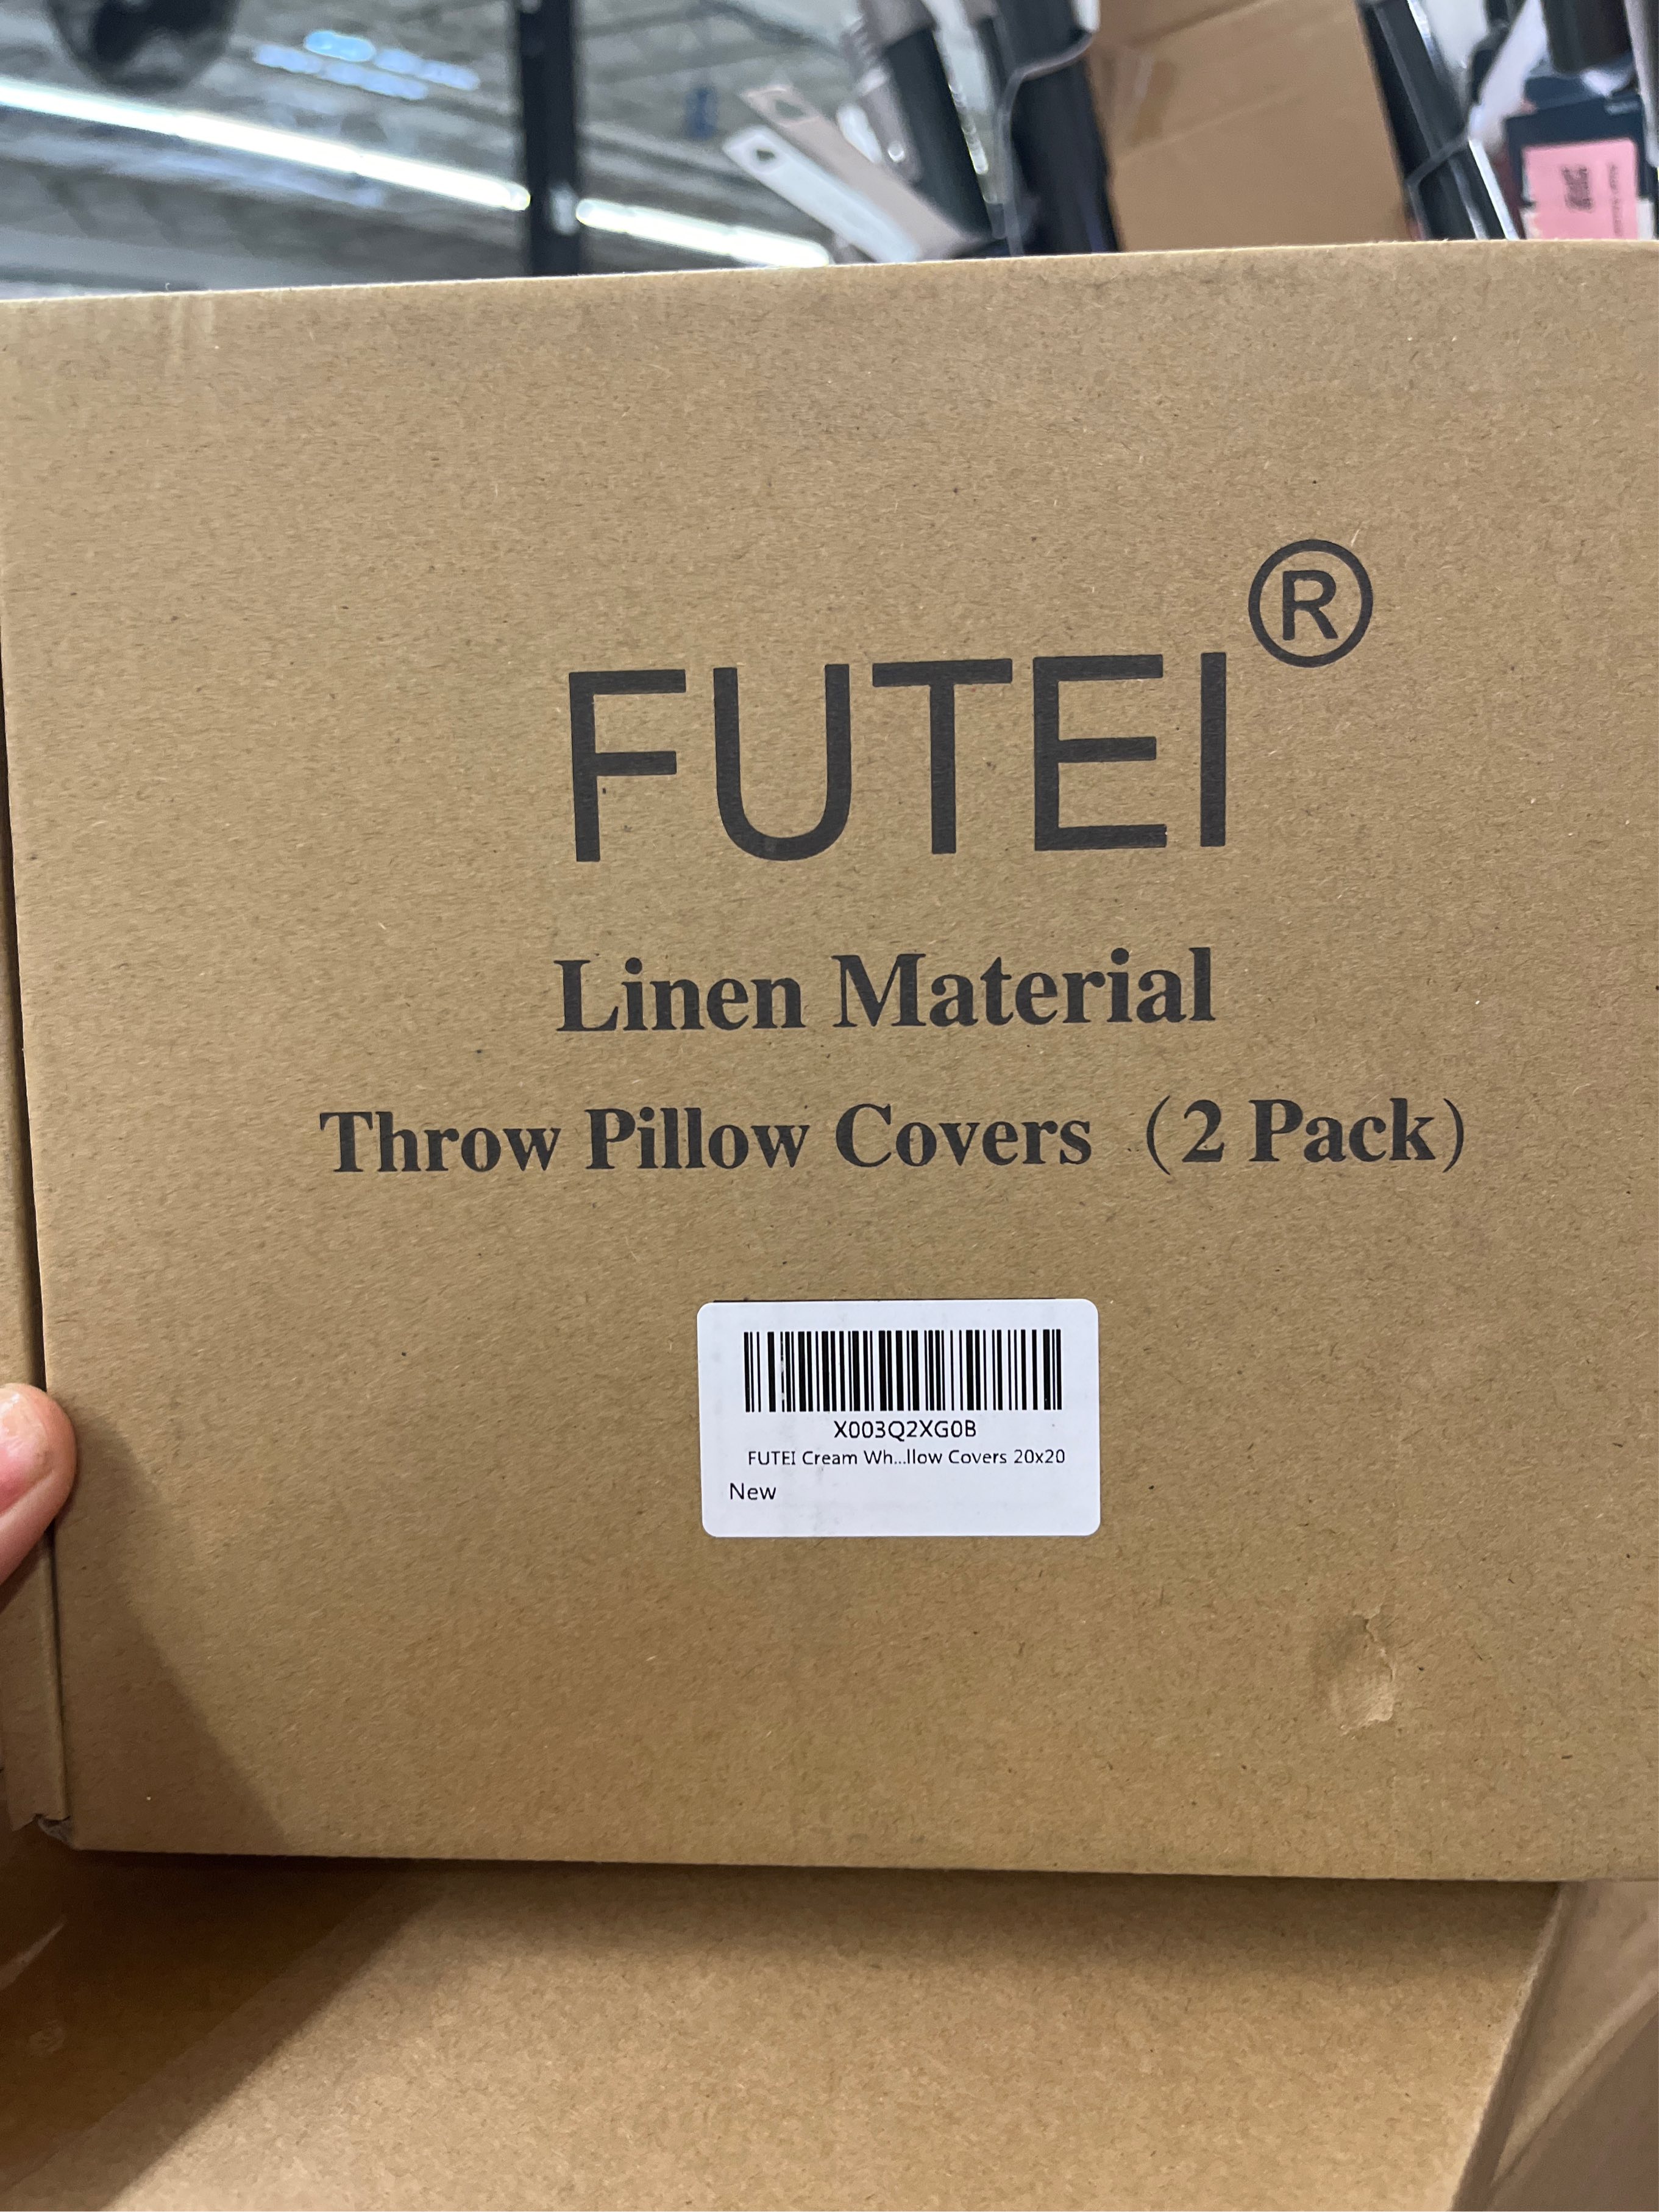 FUTEI®
Linen Material
Throw Pillow Covers (2 Pack)
X003Q2XG0B
FUTEI Cream Wh...llow Covers 20x20
New